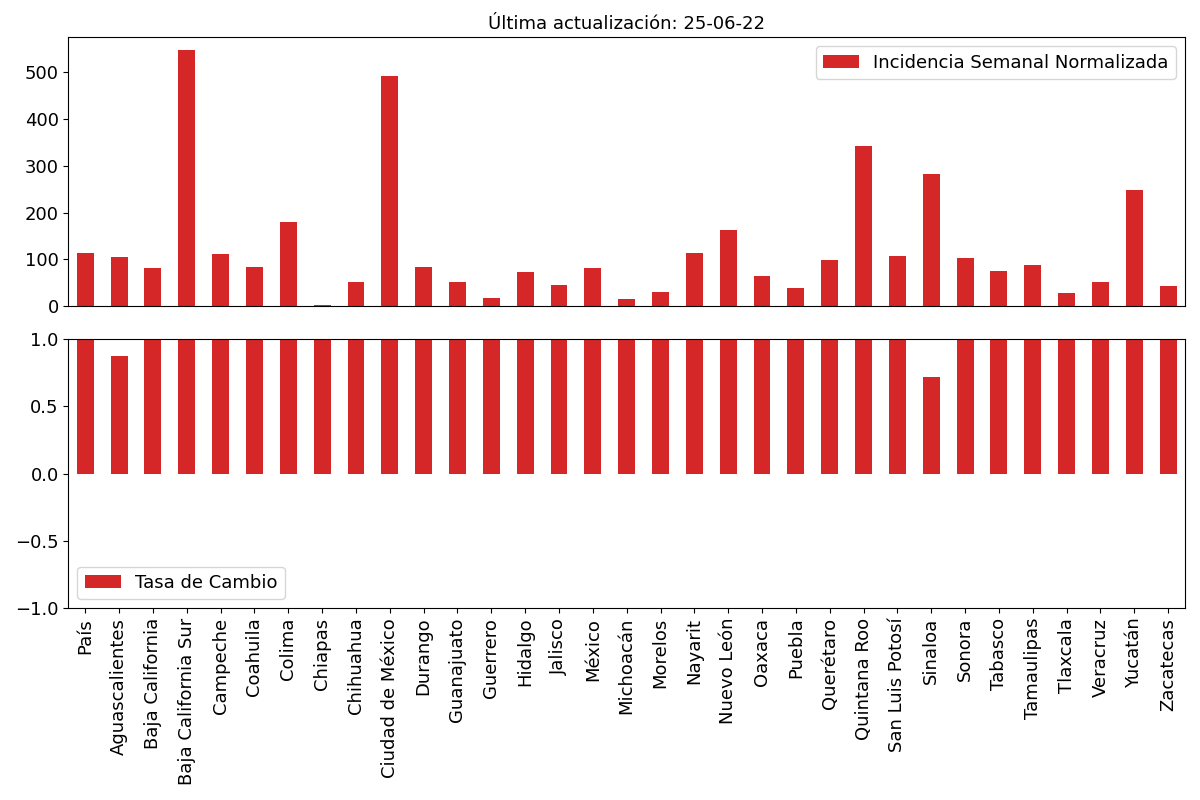 Última actualización: 25-06-22
Incidencia Semanal Normalizada
500
400
300
200
100
0
1.0
0.5
0.0
−0.5
−1.0
Tasa de Cambio
País
Aguascalientes
Baja California
Baja California Sur
Campeche
Coahuila
Colima
Chiapas
Chihuahua
Ciudad de México
Durango
Guanajuato
Guerrero
Hidalgo
Jalisco
México
Michoacán
Morelos
Nayarit
Nuevo León
Oaxaca
Puebla
Querétaro
Quintana Roo
San Luis Potosí
Sinaloa
Sonora
Tabasco
Tamaulipas
Tlaxcala
Veracruz
Yucatán
Zacatecas